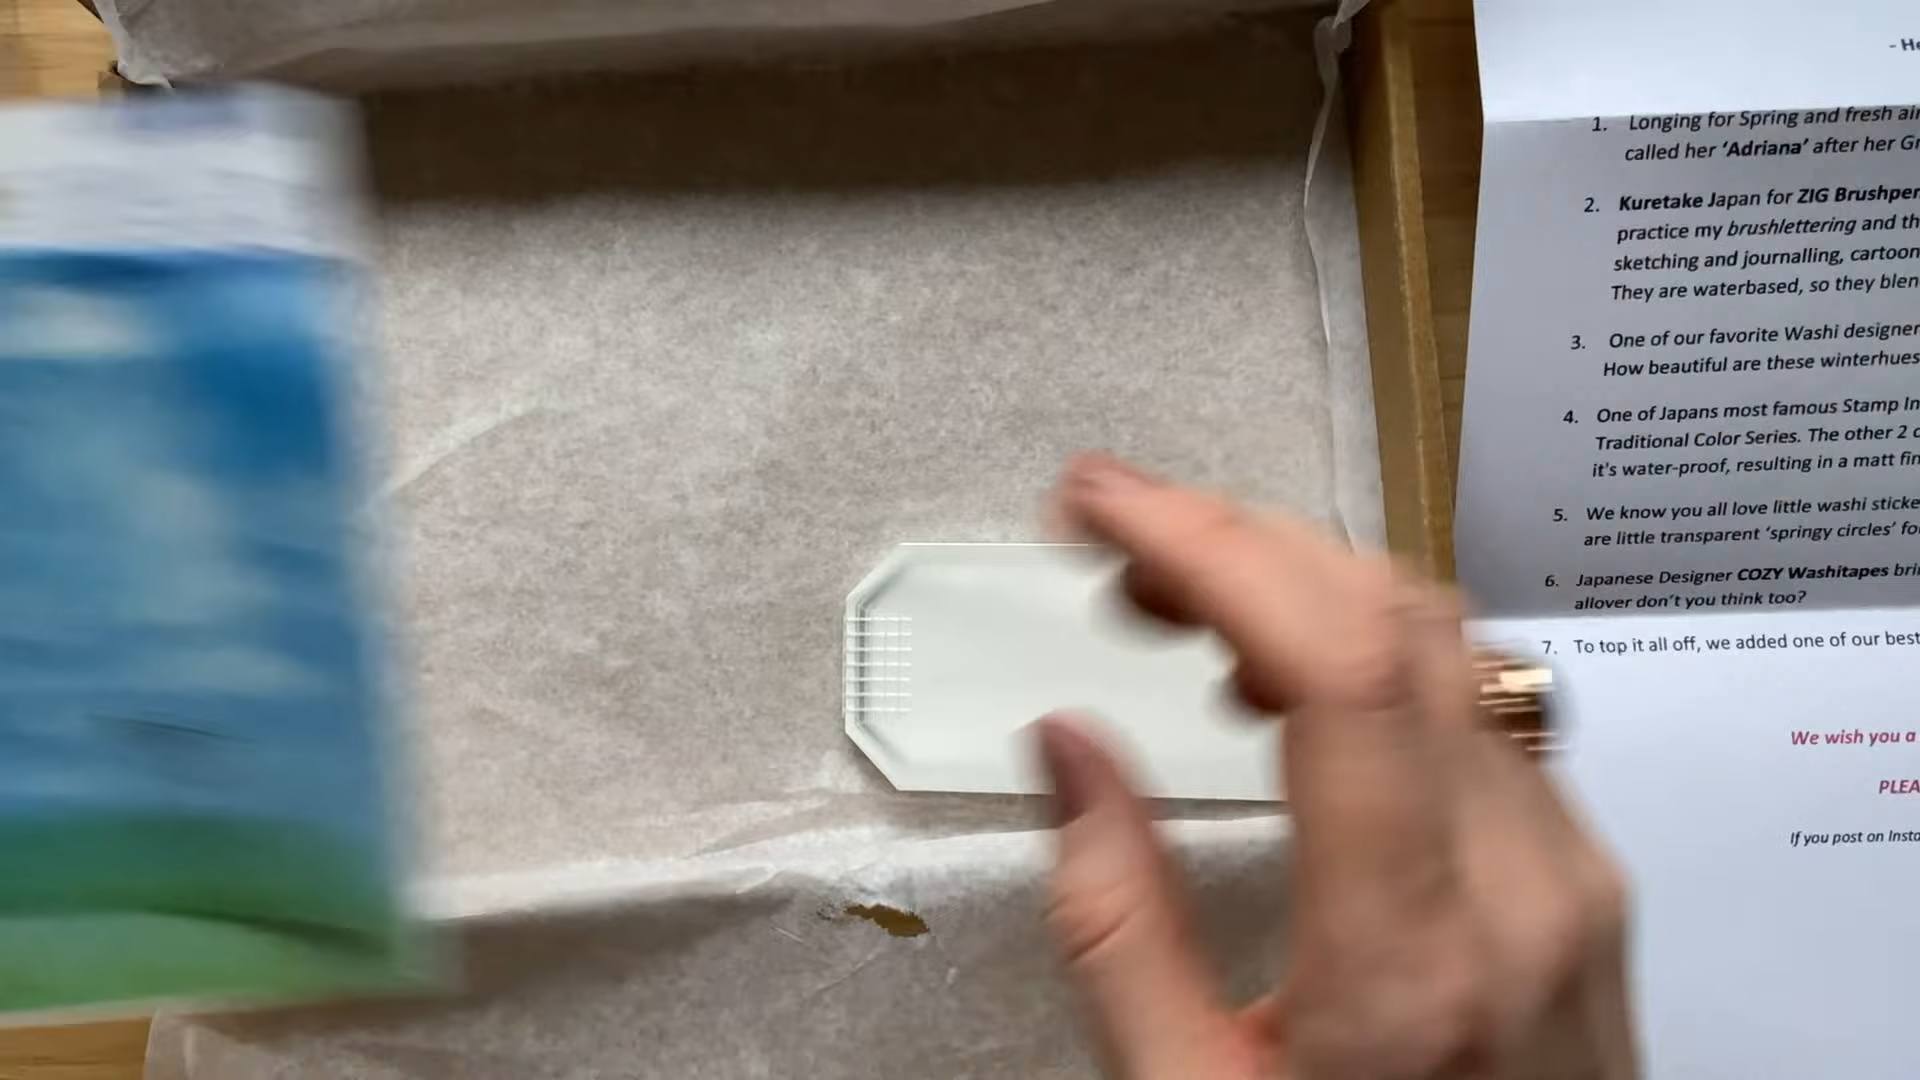 - He
1. Longing for Spring and fresh air
called her ‘Adriana’ after her Gr
2. Kuretake Japan for ZIG Brushpen
practice my brushlettering and th
sketching and journalling, cartoon
They are waterbased, so they blen
3. One of our favorite Washi designer
How beautiful are these winterhues
4. One of Japans most famous Stamp In
Traditional Color Series. The other 2 c
it's water-proof, resulting in a matt fin
5. We know you all love little washi sticke
are little transparent ‘springy circles’ fo
6. Japanese Designer COZY Washitapes bri
allover don’t you think too?
7. To top it all off, we added one of our best
We wish you a
PLEA
If you post on Insta